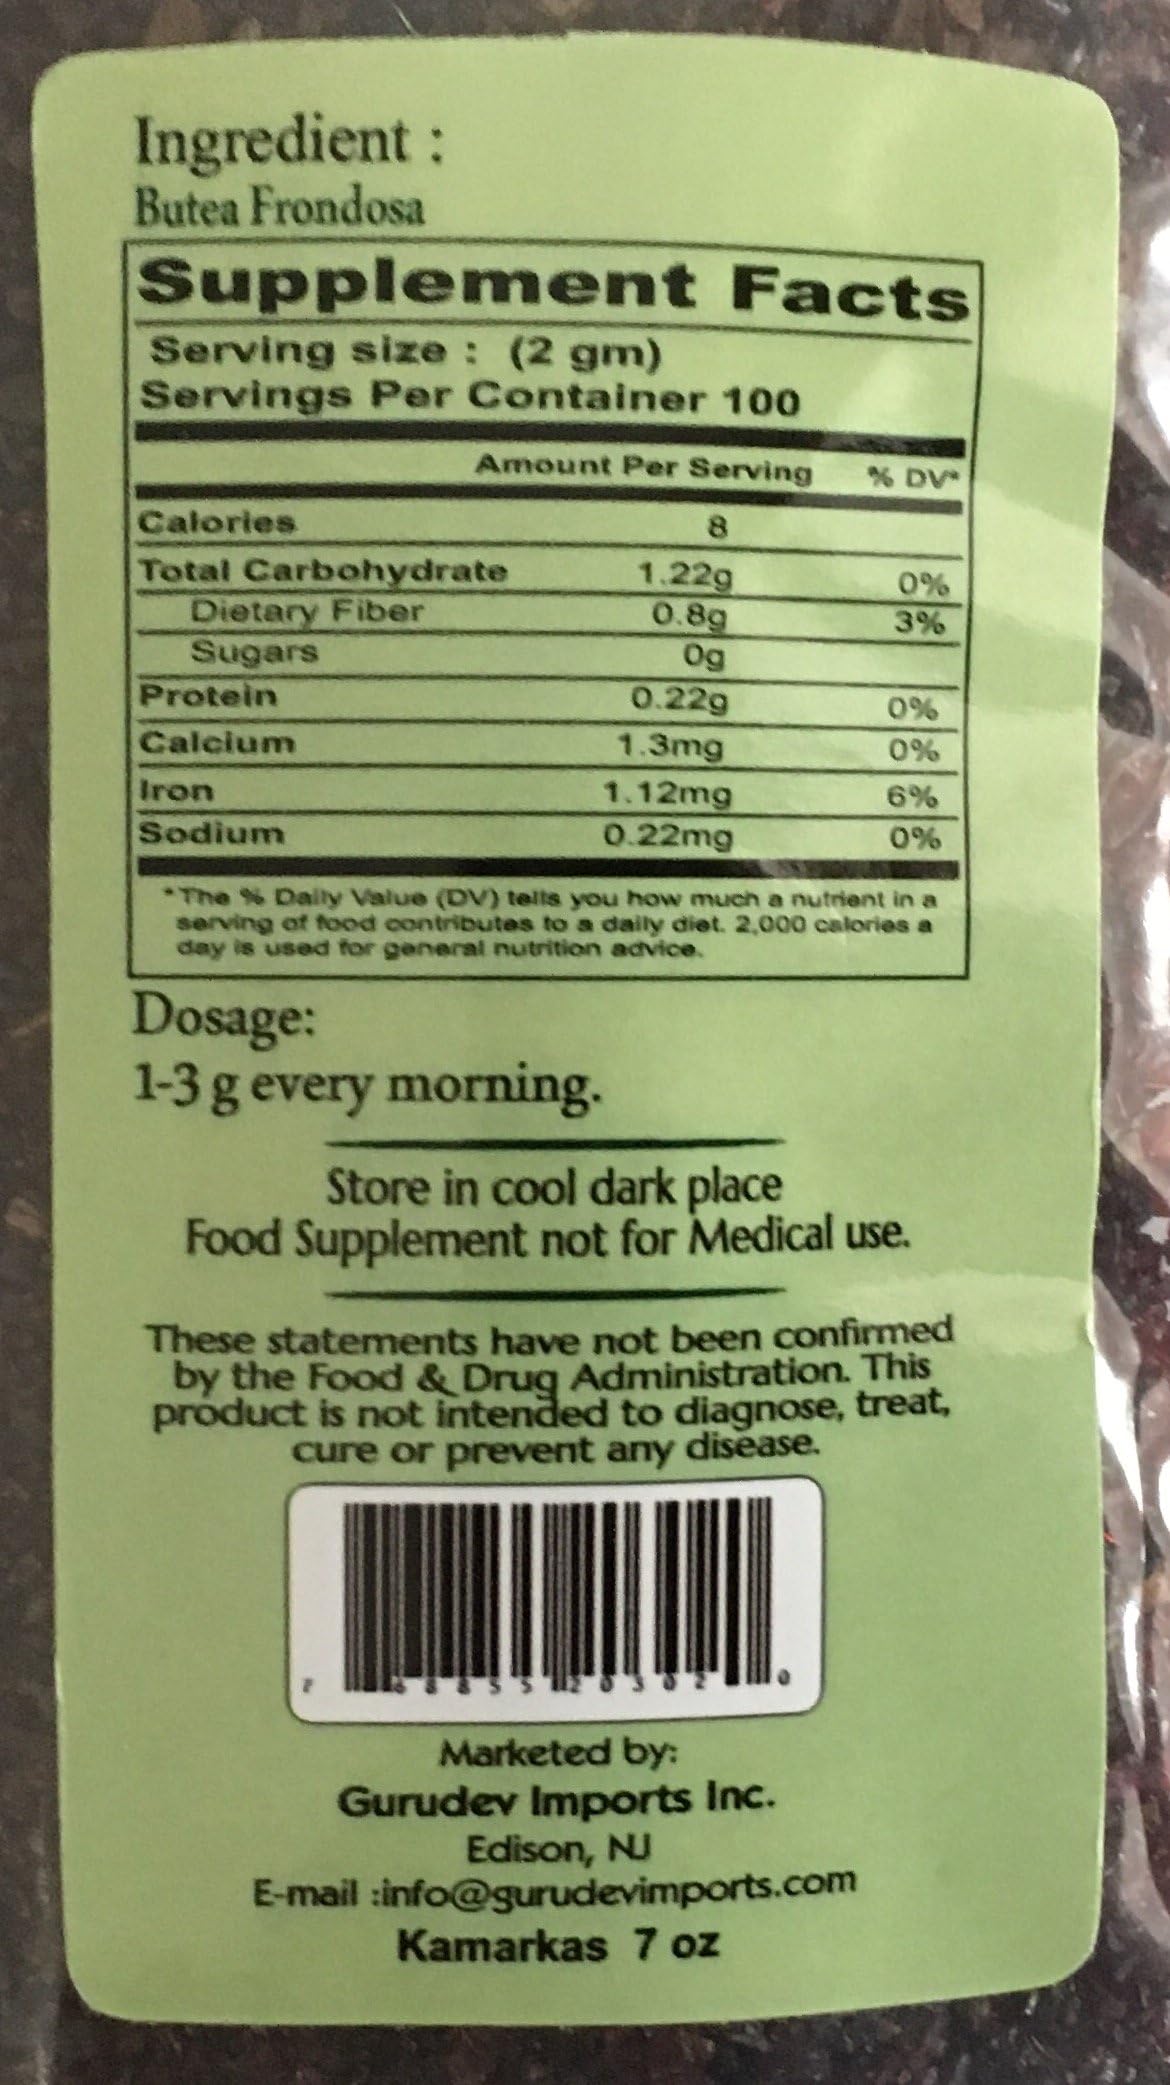 Ingredient :
Butea Frondosa
Supplement Facts
Serving size : (2 gm)
Servings Per Container 100
Amount Per Serving % DV*
Calories 8
Total Carbohydrate 1.22g 0%
Dietary Fiber 0.8g 3%
Sugars 0g
Protein 0.22g 0%
Calcium 1.3mg 0%
Iron 1.12mg 6%
Sodium 0.22mg 0%
*The % Daily Value (DV) tells you how much a nutrient in a
serving of food contributes to a daily diet. 2,000 calories a
day is used for general nutrition advice.
Dosage:
1-3 g every morning.
Store in cool dark place
Food Supplement not for Medical use.
These statements have not been confirmed
by the Food & Drug Administration. This
product is not intended to diagnose, treat,
cure or prevent any disease.
Marketed by:
Gurudev Imports Inc.
Edison, NJ
E-mail :info@gurudevimports.com
Kamarkas 7 oz